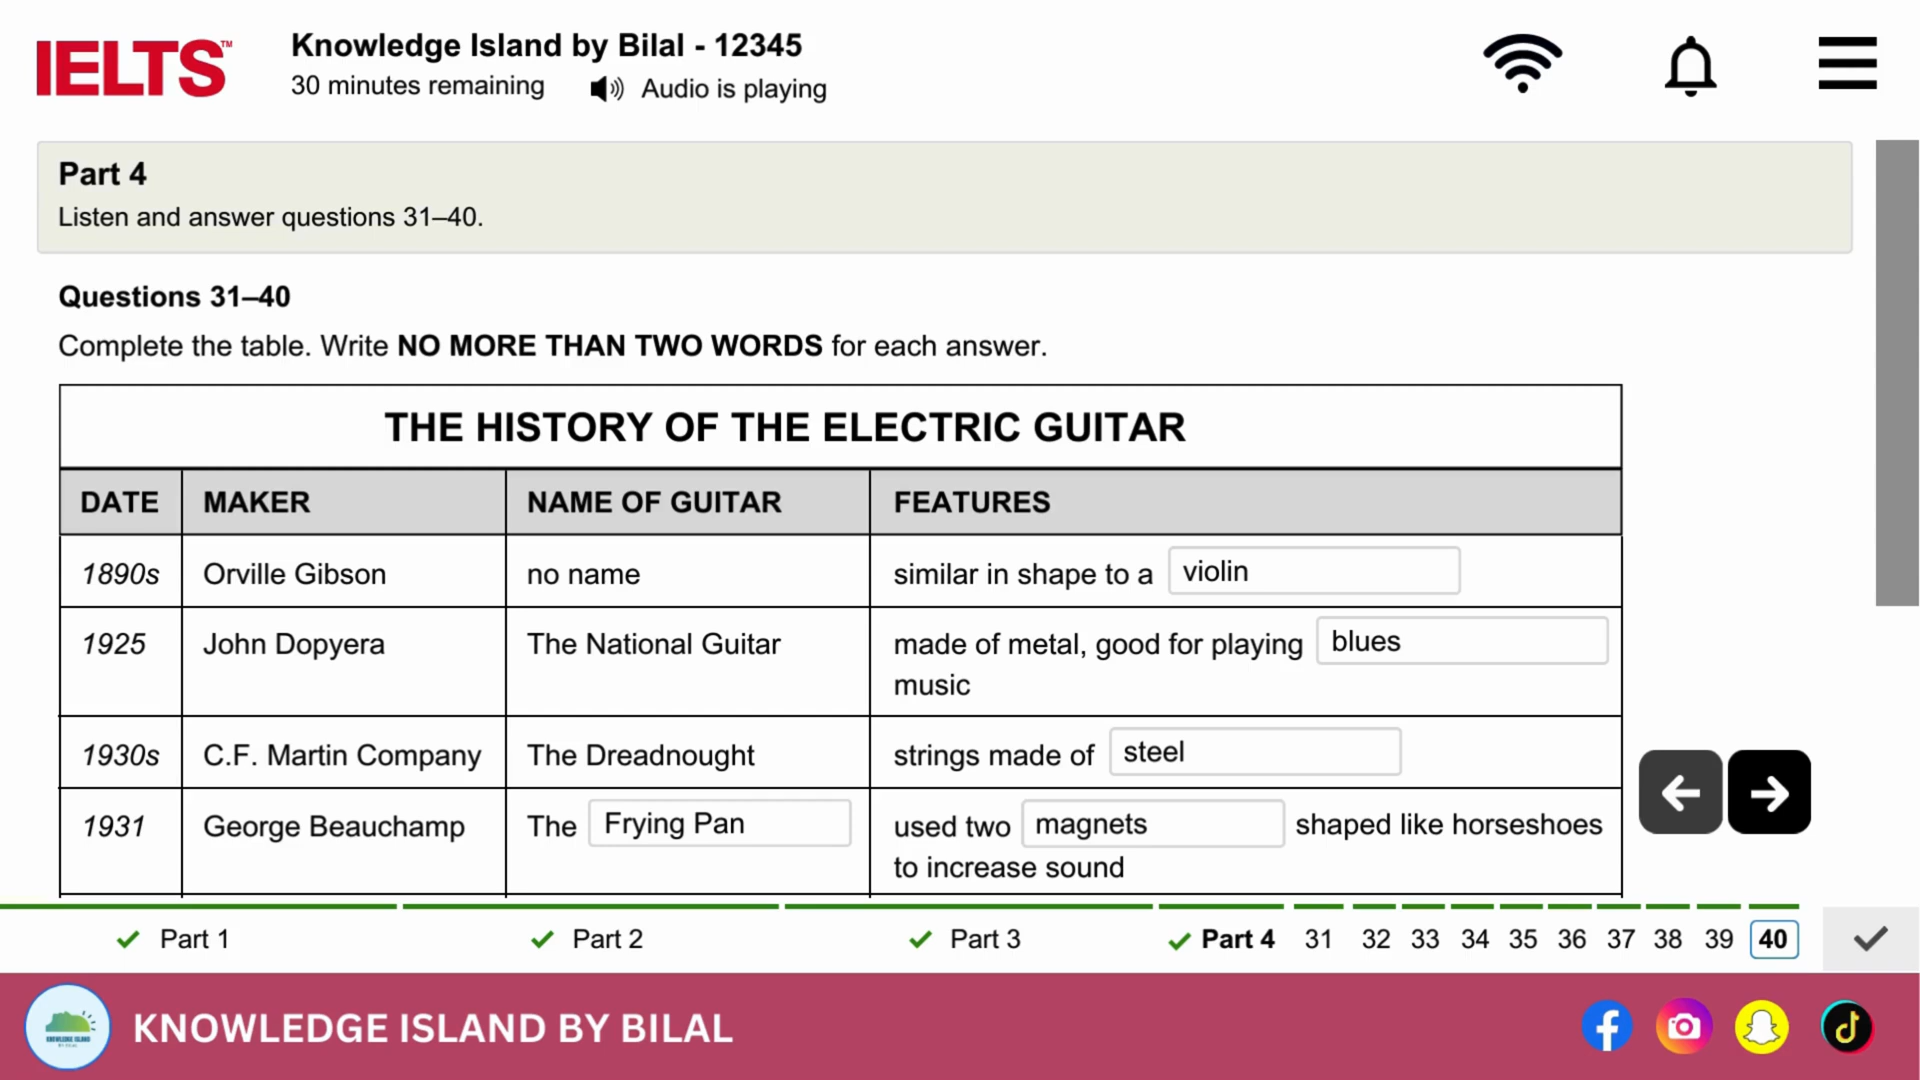 IELTS™
Knowledge Island by Bilal - 12345
30 minutes remaining
Audio is playing
Part 4
Listen and answer questions 31–40.
Questions 31–40
Complete the table. Write NO MORE THAN TWO WORDS for each answer.
THE HISTORY OF THE ELECTRIC GUITAR
DATE MAKER NAME OF GUITAR FEATURES
1890s Orville Gibson no name similar in shape to a violin
1925 John Dopyera The National Guitar made of metal, good for playing blues
music
1930s C.F. Martin Company The Dreadnought strings made of steel
1931 George Beauchamp The Frying Pan used two magnets shaped like horseshoes
to increase sound
Part 1 Part 2 Part 3 Part 4 31 32 33 34 35 36 37 38 39 40
KNOWLEDGE ISLAND
BY BILAL
KNOWLEDGE ISLAND BY BILAL